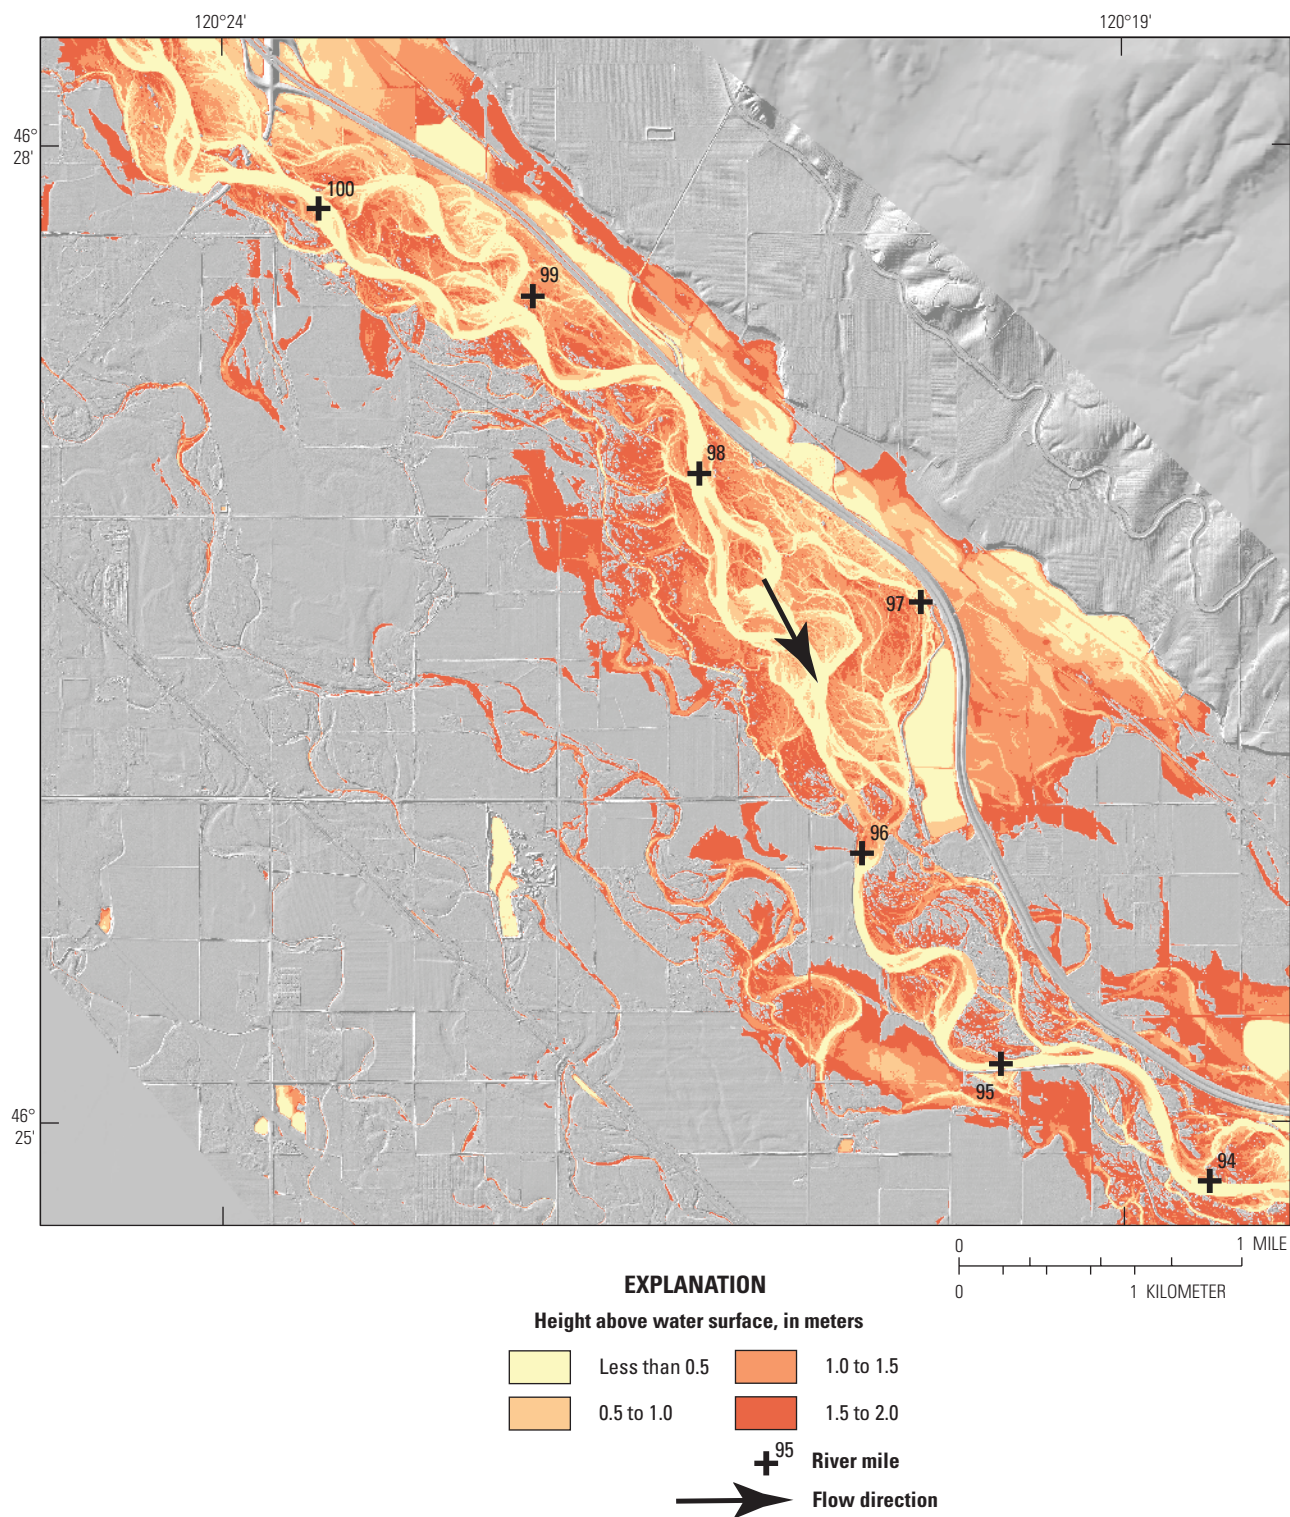 120°24'
120°19'
46°
28'
100
99
98
97
96
95
94
46°
25'
0
1 MILE
0
1 KILOMETER
EXPLANATION
Height above water surface, in meters
Less than 0.5
1.0 to 1.5
0.5 to 1.0
1.5 to 2.0
95
River mile
Flow direction